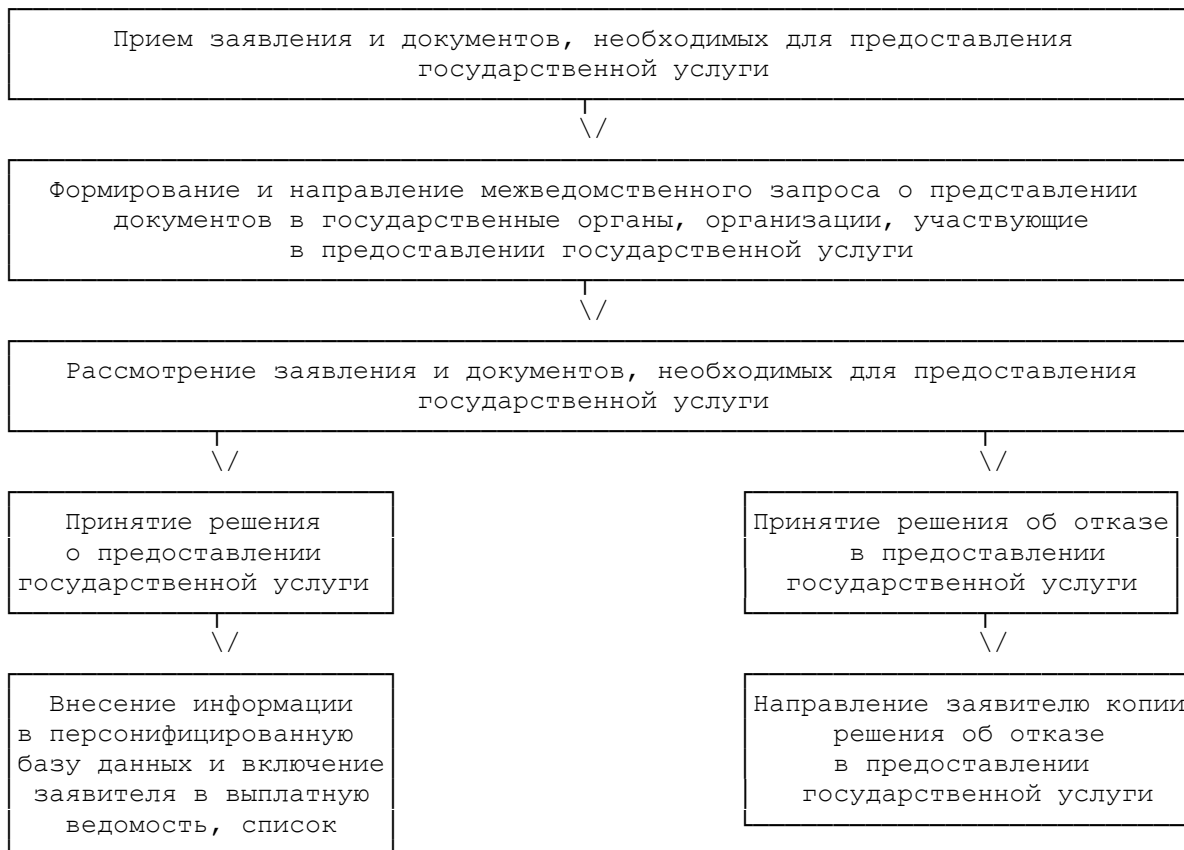 Прием заявления и документов, необходимых для предоставления
государственной услуги
\/
Формирование и направление межведомственного запроса о представлении
документов в государственные органы, организации, участвующие
в предоставлении государственной услуги
\/
Рассмотрение заявления и документов, необходимых для предоставления
государственной услуги
\/ \/
Принятие решения
о предоставлении
государственной услуги
\/
Внесение информации
в персонифицированную
базу данных и включение
заявителя в выплатную
ведомость, список
Принятие решения об отказе
в предоставлении
государственной услуги
\/
Направление заявителю копии
решения об отказе
в предоставлении
государственной услуги